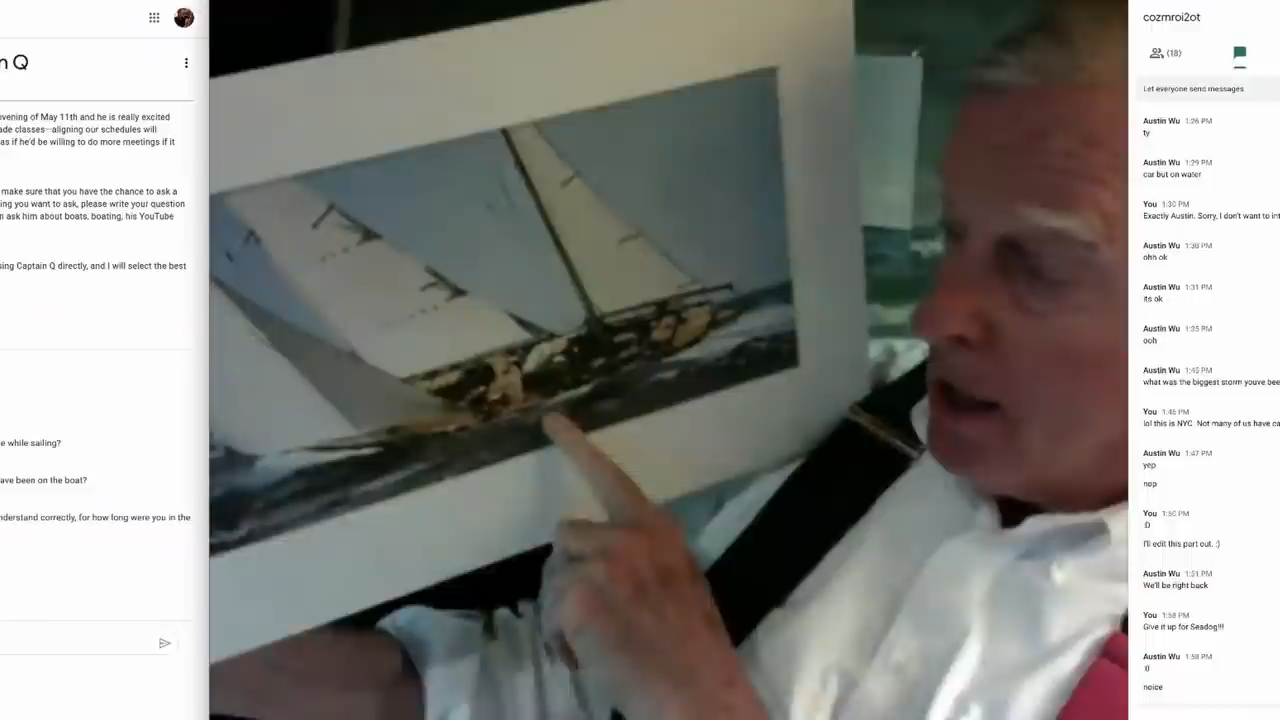 n Q
vening of May 11th and he is really excited
ade classes—aligning our schedules will
as if he'd be willing to do more meetings if it
make sure that you have the chance to ask a
ing you want to ask, please write your question
n ask him about boats, boating, his YouTube
sing Captain Q directly, and I will select the best
e while sailing?
ave been on the boat?
nderstand correctly, for how long were you in the
cozmroi2ot
(18)
Let everyone send messages
Austin Wu 1:26 PM
ty
Austin Wu 1:29 PM
car but on water
You 1:30 PM
Exactly Austin. Sorry, I don't want to int
Austin Wu 1:30 PM
ohh ok
Austin Wu 1:31 PM
its ok
Austin Wu 1:35 PM
ooh
Austin Wu 1:45 PM
what was the biggest storm youve bee
You 1:46 PM
lol this is NYC. Not many of us have ca
Austin Wu 1:47 PM
yep
nop
You 1:50 PM
:D
I'll edit this part out. :)
Austin Wu 1:51 PM
We'll be right back
You 1:58 PM
Give it up for Seadog!!!
Austin Wu 1:58 PM
:0
noice